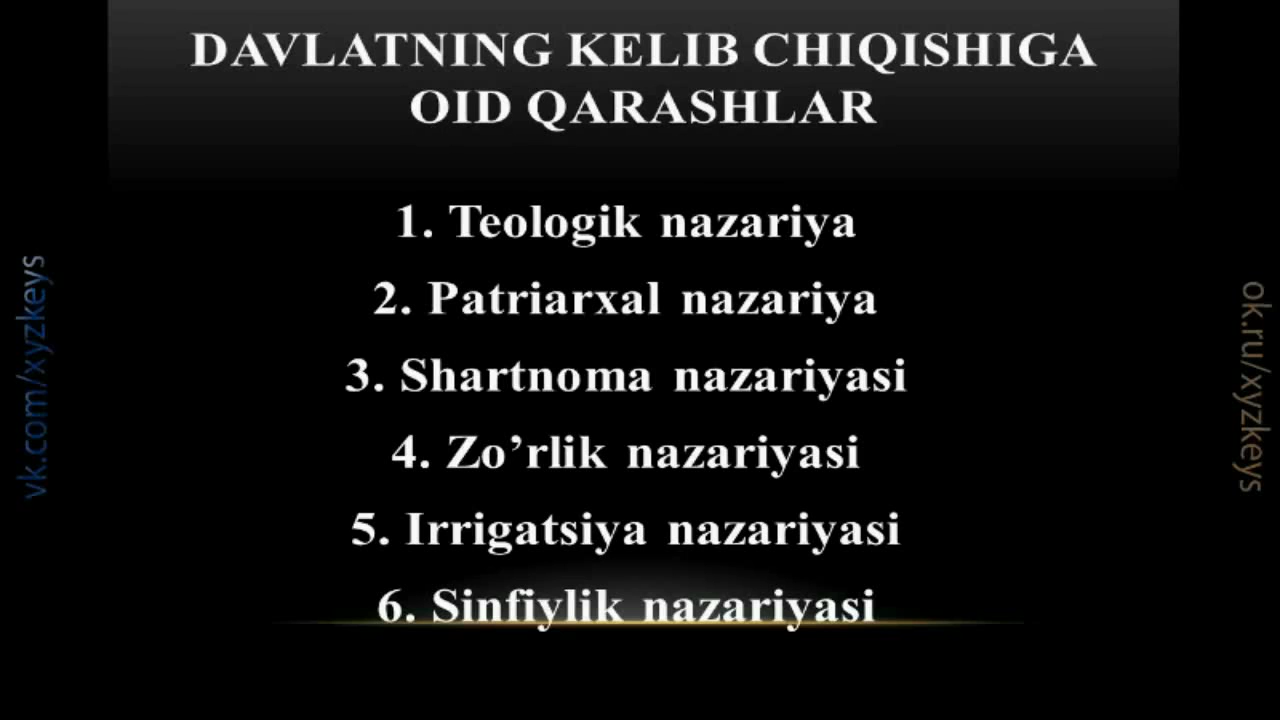 DAVLATNING KELIB CHIQISHIGA
OID QARASHLAR
1. Teologik nazariya
2. Patriarxal nazariya
3. Shartnoma nazariyasi
4. Zo’rlik nazariyasi
5. Irrigatsiya nazariyasi
6. Sinfiylik nazariyasi
vk.com/xyzkeys
ok.ru/xyzkeys